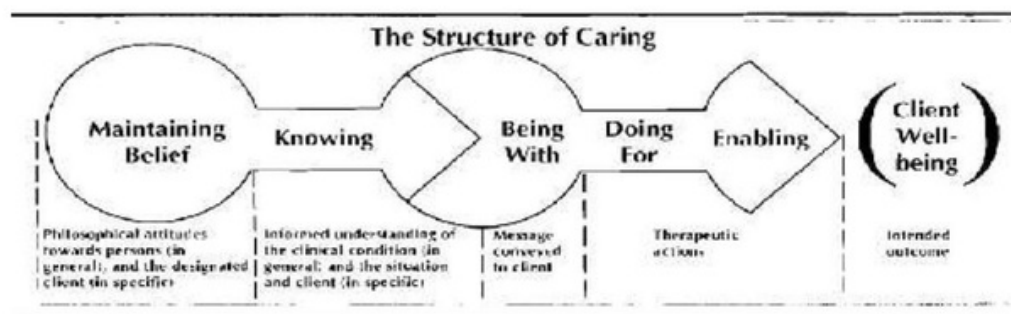 The Structure of Caring
Maintaining
Belief
Knowing
Being
With
Doing
For
Enabling
Client
Well-
being
Philosophical attitudes
towards persons (in
general), and the designated
client (in specific)
Informed understanding of
the clinical condition (in
general) and the situation
and client (in specific)
Message
conveyed
to client
Therapeutic
actions
Intended
outcome